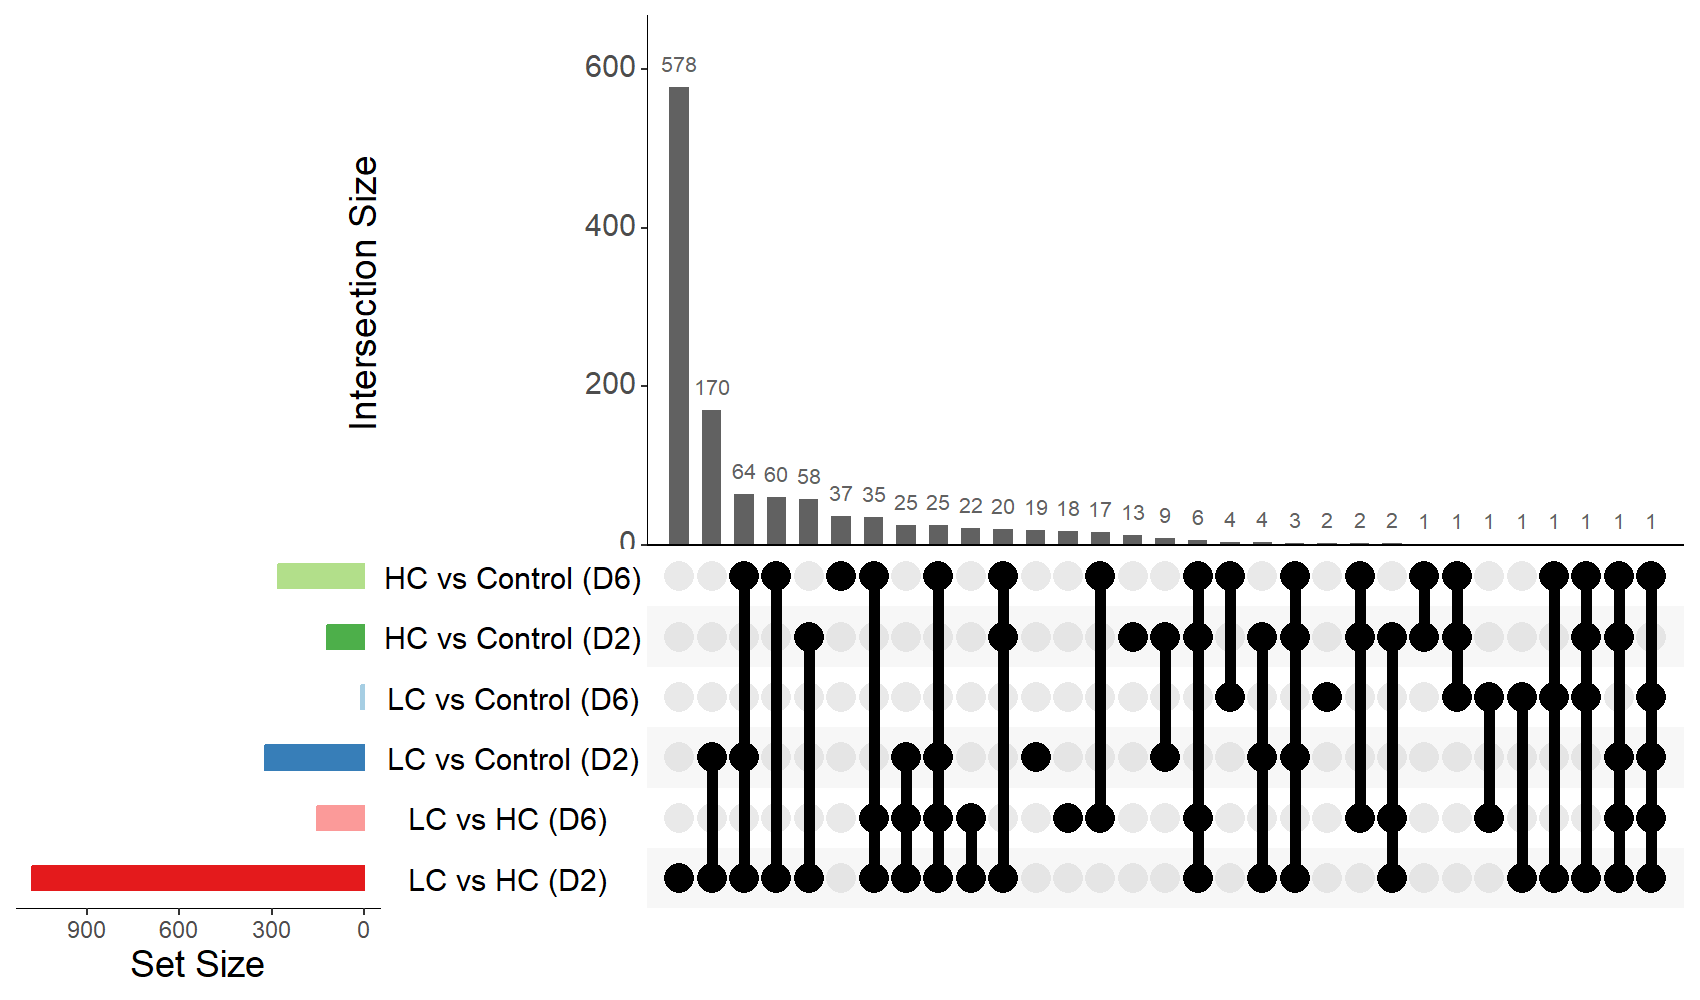 Intersection Size
600
400
200
0
578
170
64 60 58 37 35 25 25 22 20 19 18 17 13 9 6 4 4 3 2 2 2 1 1 1 1 1 1 1 1
HC vs Control (D6)
HC vs Control (D2)
LC vs Control (D6)
LC vs Control (D2)
LC vs HC (D6)
LC vs HC (D2)
900 600 300 0
Set Size